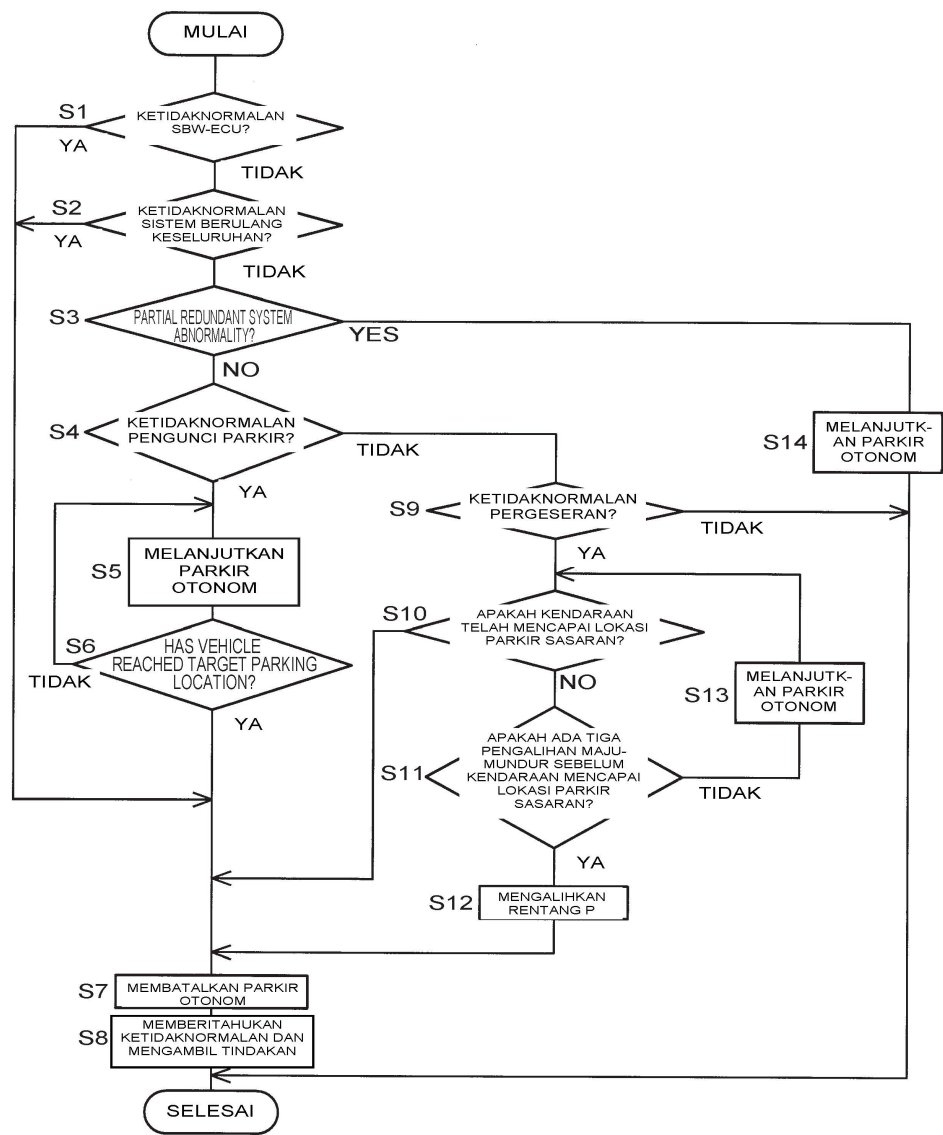 MULAI
S1
KETIDAKNORMALAN
SBW-ECU?
YA
TIDAK
S2
KETIDAKNORMALAN
SISTEM BERULANG
KESELURUHAN?
YA
TIDAK
S3
PARTIAL REDUNDANT SYSTEM
ABNORMALITY?
YES
NO
S4
KETIDAKNORMALAN
PENGUNCI PARKIR?
TIDAK
YA
S14
MELANJUTK-
AN PARKIR
OTONOM
S9
KETIDAKNORMALAN
PERGESERAN?
TIDAK
YA
S5
MELANJUTKAN
PARKIR
OTONOM
S6
HAS VEHICLE
REACHED TARGET PARKING
LOCATION?
TIDAK
YA
S10
APAKAH KENDARAAN
TELAH MENCAPAI LOKASI
PARKIR SASARAN?
NO
S13
MELANJUTK-
AN PARKIR
OTONOM
S11
APAKAH ADA TIGA
PENGALIHAN MAJU-
MUNDUR SEBELUM
KENDARAAN MENCAPAI
LOKASI PARKIR
SASARAN?
TIDAK
YA
S12
MENGALIHKAN
RENTANG P
S7
MEMBATALKAN PARKIR
OTONOM
S8
MEMBERITAHUKAN
KETIDAKNORMALAN DAN
MENGAMBIL TINDAKAN
SELESAI